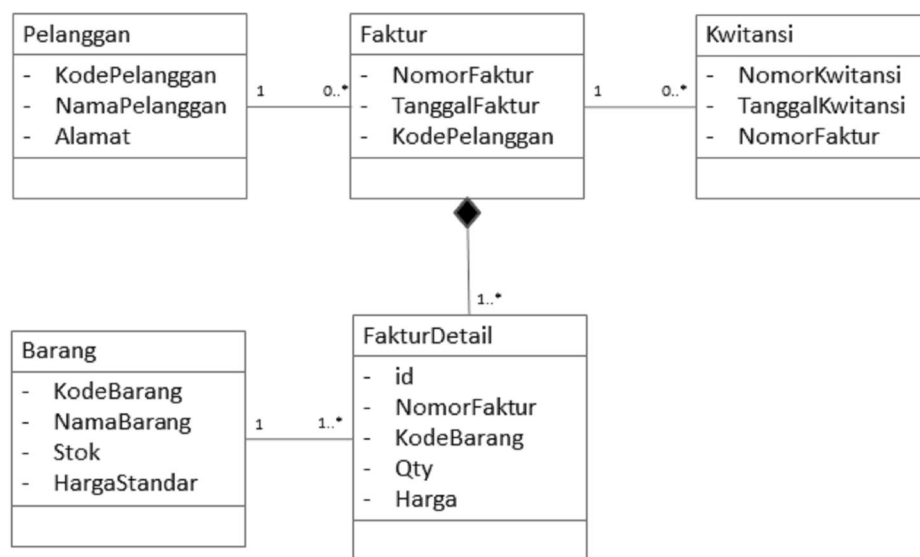 Pelanggan
- KodePelanggan
- NamaPelanggan
- Alamat
1
0..*
Faktur
- NomorFaktur
- TanggalFaktur
- KodePelanggan
1
0..*
Kwitansi
- NomorKwitansi
- TanggalKwitansi
- NomorFaktur
1..*
Barang
- KodeBarang
- NamaBarang
- Stok
- HargaStandar
1
1..*
FakturDetail
- id
- NomorFaktur
- KodeBarang
- Qty
- Harga